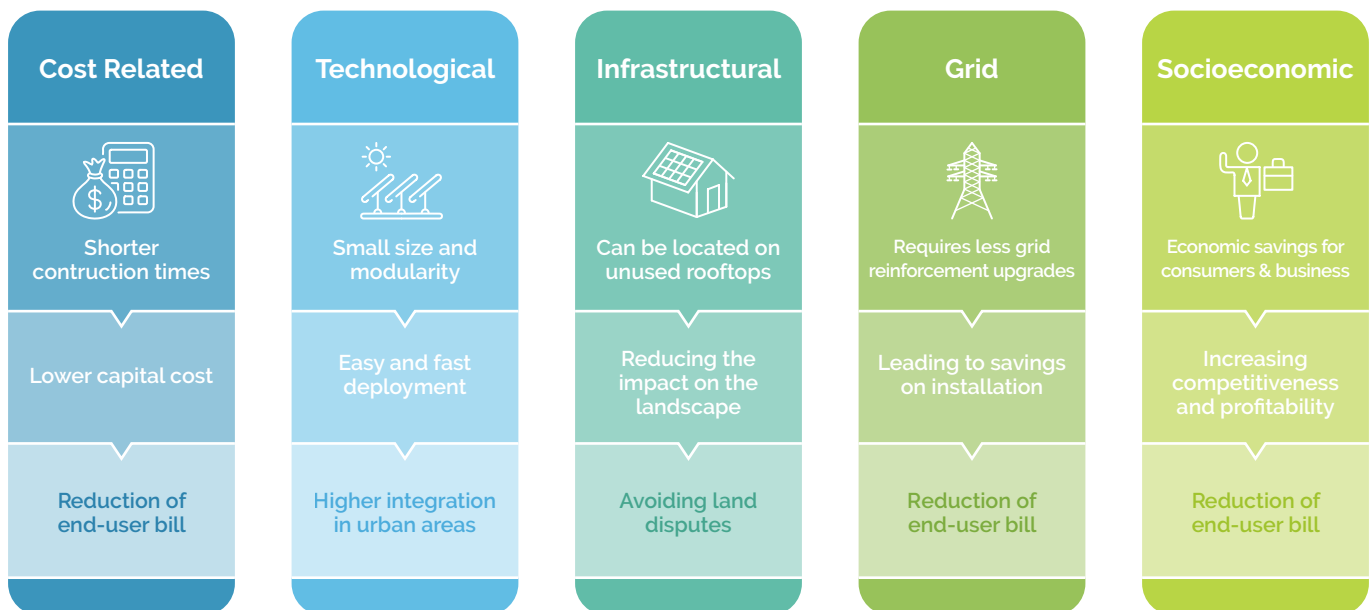 Cost Related
Shorter
contruction times
Lower capital cost
Reduction of
end-user bill
Technological
Small size and
modularity
Easy and fast
deployment
Higher integration
in urban areas
Infrastructural
Can be located on
unused rooftops
Reducing the
impact on the
landscape
Avoiding land
disputes
Grid
Requires less grid
reinforcement upgrades
Leading to savings
on installation
Reduction of
end-user bill
Socioeconomic
Economic savings for
consumers & business
Increasing
competitiveness
and profitability
Reduction of
end-user bill